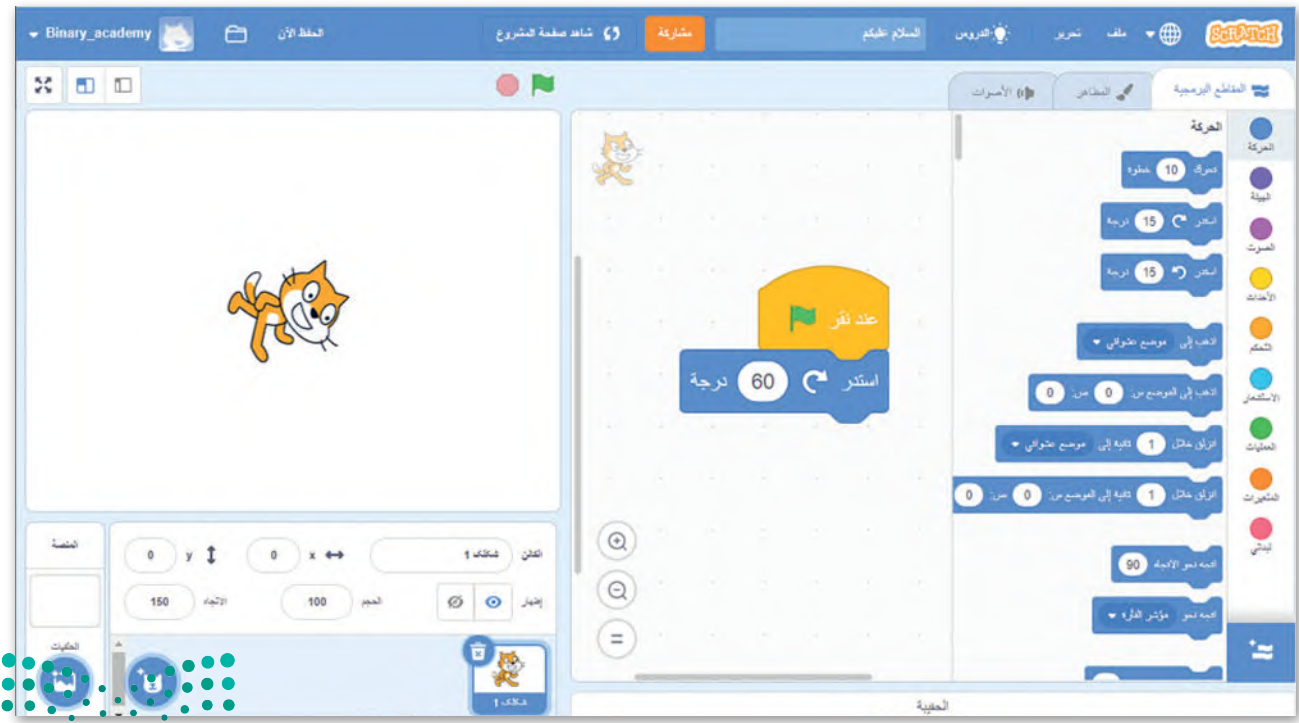 SCRATCH
ملف
تحرير
الدروس
السلام عليكم
مشاركة
شاهد صفحة المشروع
الحفظ الآن
Binary_academy
المقاطع البرمجية
المظاهر
الأصوات
الحركة
الحركة
الهيئة
الصوت
الأحداث
التحكم
الاستشعار
العمليات
المتغيرات
لبناتي
تحرك 10 خطوة
استدر 15 درجة
استدر 15 درجة
اذهب إلى موضع عشوائي
اذهب إلى الموضع س: 0 ص: 0
انزلق خلال 1 ثانية إلى موضع عشوائي
انزلق خلال 1 ثانية إلى الموضع س: 0 ص: 0
اتجه نحو الاتجاه 90
اتجه نحو مؤشر الفأرة
عند نقر
استدر 60 درجة
الحقيبة
الكائن
x 0
y 0
إظهار
الحجم 100
الاتجاه 150
المنصة
الخلفيات